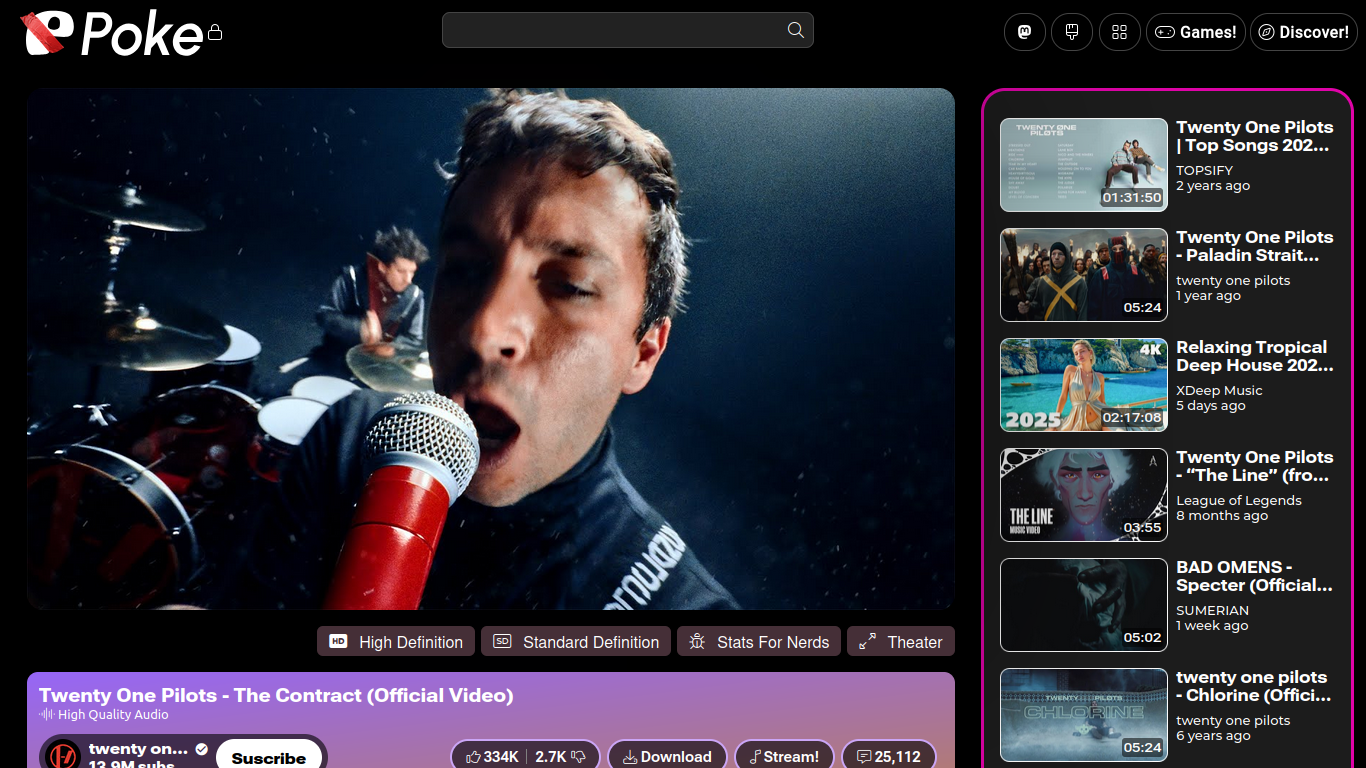 Poke
Games!
Discover!
High Definition
Standard Definition
Stats For Nerds
Theater
Twenty One Pilots - The Contract (Official Video)
High Quality Audio
twenty on...
13.9M subs
Suscribe
334K
2.7K
Download
Stream!
25,112
TWENTY ONE
PILOTS
01:31:50
Twenty One Pilots
| Top Songs 202...
TOPSIFY
2 years ago
05:24
Twenty One Pilots
- Paladin Strait...
twenty one pilots
1 year ago
4K
2025
02:17:08
Relaxing Tropical
Deep House 202...
XDeep Music
5 days ago
THE LINE
MUSIC VIDEO
03:55
Twenty One Pilots
- “The Line” (fro...
League of Legends
8 months ago
05:02
BAD OMENS -
Specter (Official...
SUMERIAN
1 week ago
TWENTY ONE PILOTS
CHLORINE
05:24
twenty one pilots
- Chlorine (Offici...
twenty one pilots
6 years ago